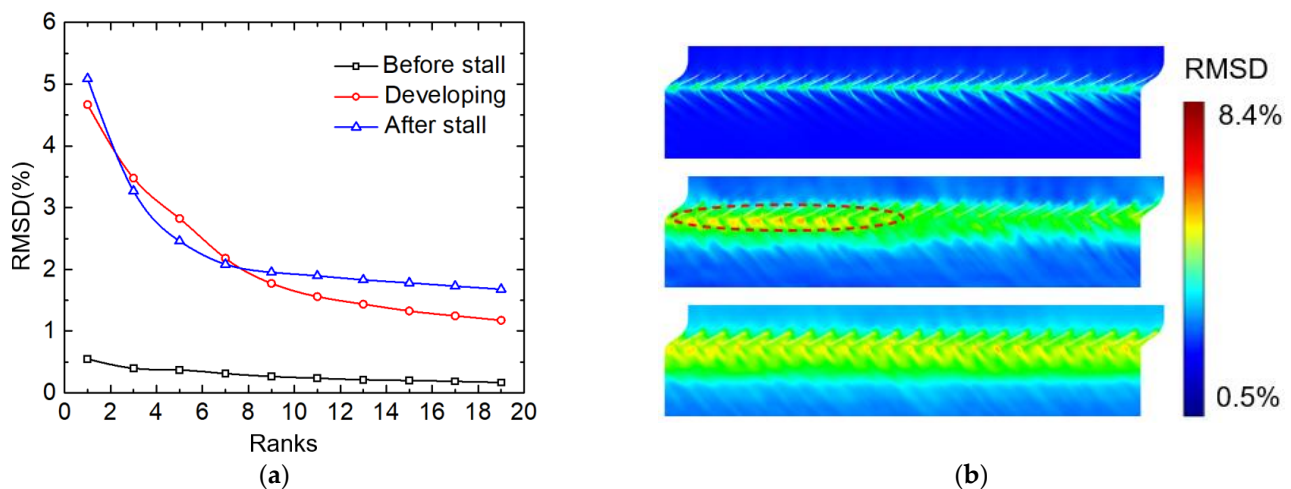 6
5
4
3
2
1
0
RMSD(%)
Before stall
Developing
After stall
0 2 4 6 8 10 12 14 16 18 20
Ranks
(a)
RMSD
8.4%
0.5%
(b)